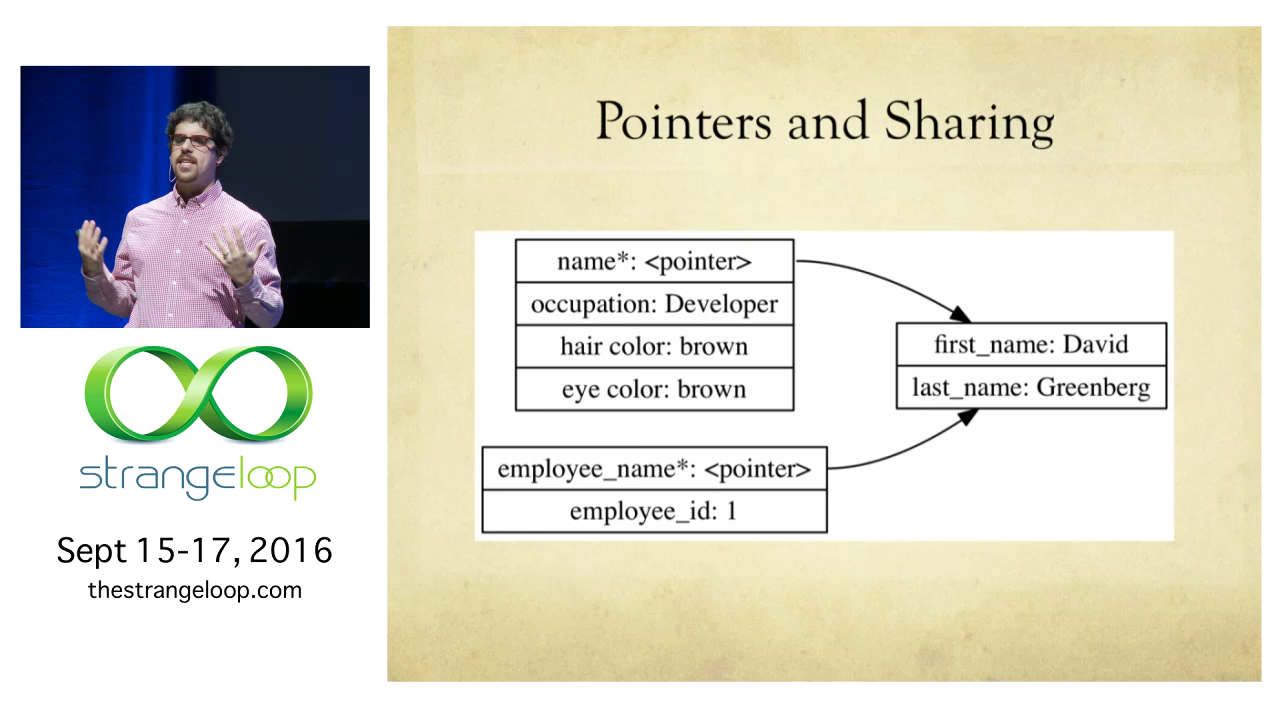 strangeloop
Sept 15-17, 2016
thestrangeloop.com
Pointers and Sharing
name*: <pointer>
occupation: Developer
hair color: brown
eye color: brown
first_name: David
last_name: Greenberg
employee_name*: <pointer>
employee_id: 1